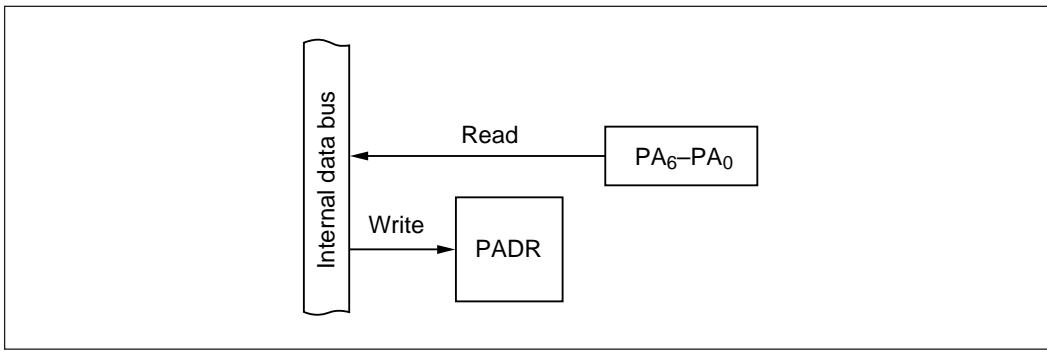 Internal data bus
Read
PA₆–PA₀
Write
PADR